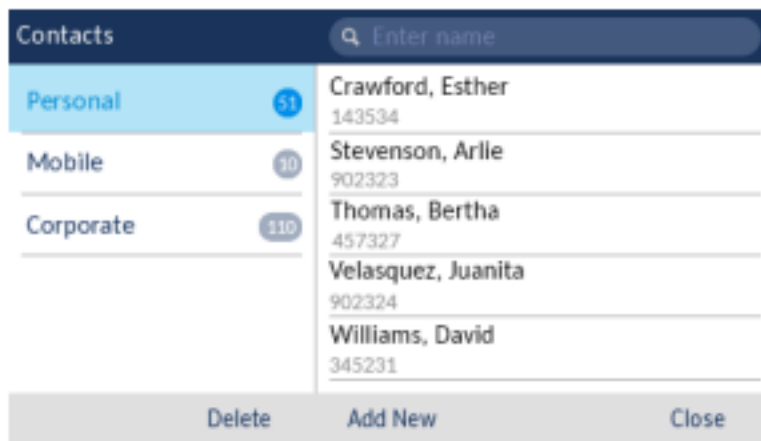 Contacts
Enter name
Personal 51
Mobile 10
Corporate 110
Crawford, Esther
143534
Stevenson, Arlie
902323
Thomas, Bertha
457327
Velasquez, Juanita
902324
Williams, David
345231
Delete Add New Close